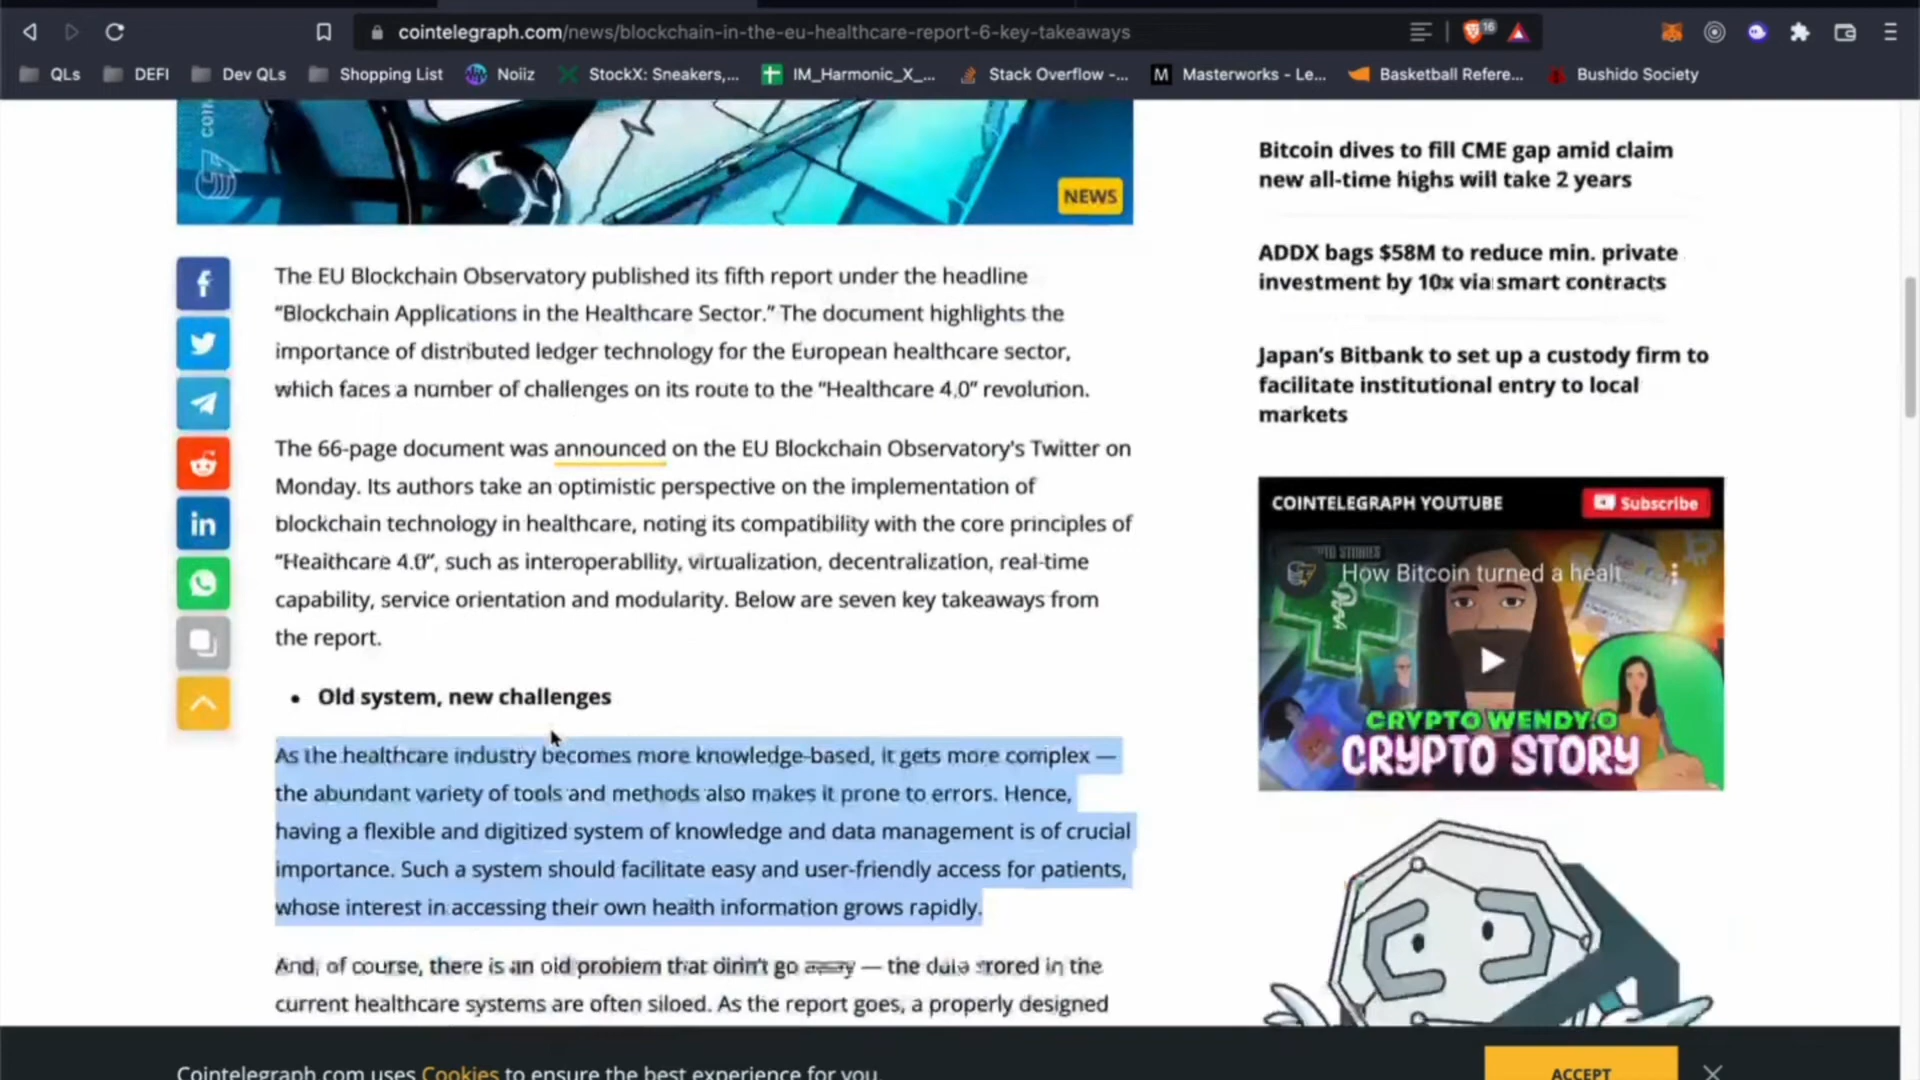 cointelegraph.com/news/blockchain-in-the-eu-healthcare-report-6-key-takeaways
16
QLs
DEFI
Dev QLs
Shopping List
Noiiz
StockX: Sneakers,...
IM_Harmonic_X_...
Stack Overflow -...
M Masterworks - Le...
Basketball Refere...
Bushido Society
NEWS
The EU Blockchain Observatory published its fifth report under the headline
“Blockchain Applications in the Healthcare Sector.” The document highlights the
importance of distributed ledger technology for the European healthcare sector,
which faces a number of challenges on its route to the “Healthcare 4.0” revolution.
The 66-page document was announced on the EU Blockchain Observatory's Twitter on
Monday. Its authors take an optimistic perspective on the implementation of
blockchain technology in healthcare, noting its compatibility with the core principles of
“Healthcare 4.0”, such as interoperability, virtualization, decentralization, real-time
capability, service orientation and modularity. Below are seven key takeaways from
the report.
• Old system, new challenges
As the healthcare industry becomes more knowledge-based, it gets more complex —
the abundant variety of tools and methods also makes it prone to errors. Hence,
having a flexible and digitized system of knowledge and data management is of crucial
importance. Such a system should facilitate easy and user-friendly access for patients,
whose interest in accessing their own health information grows rapidly.
And, of course, there is an old problem that didn't go away — the data stored in the
current healthcare systems are often siloed. As the report goes, a properly designed
Bitcoin dives to fill CME gap amid claim
new all-time highs will take 2 years
ADDX bags $58M to reduce min. private
investment by 10x via smart contracts
Japan’s Bitbank to set up a custody firm to
facilitate institutional entry to local
markets
COINTELEGRAPH YOUTUBE
Subscribe
How Bitcoin turned a healt...
CRYPTO WENDY.O
CRYPTO STORY
Cointelegraph.com uses Cookies to ensure the best experience for you.
ACCEPT